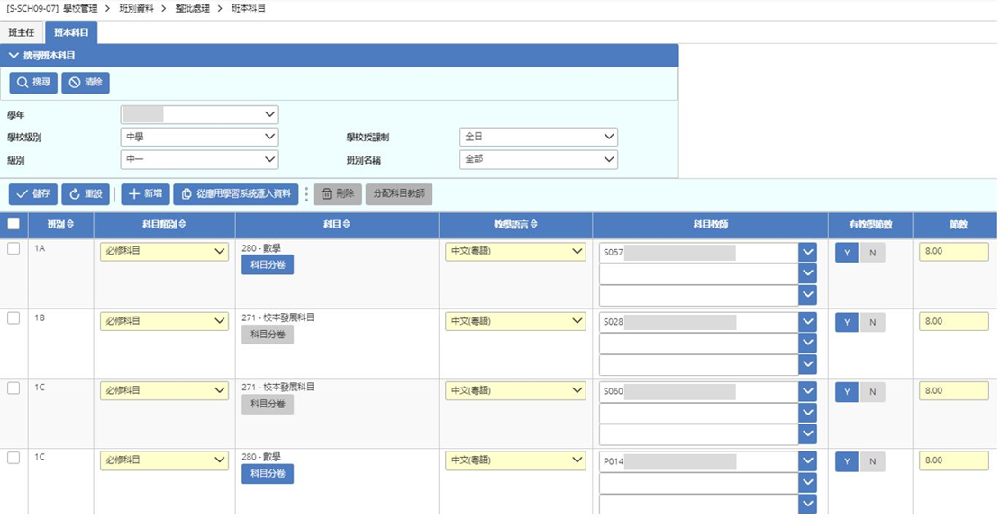 [S-SCH09-07] 學校管理 > 班別資料 > 整批處理 > 班本科目
班主任 班本科目
搜尋班本科目
搜尋 清除
學年
學校級別 中學 學校授課制 全日
級別 中一 班別名稱 全部
儲存 重設 新增 從應用學習系統滙入資料 刪除 分配科目教師
班別 科目類別 科目 教學語言 科目教師 有教學節數 節數
1A 必修科目 280 - 數學 中文(粵語) S057 Y N 8.00
科目分卷
1B 必修科目 271 - 校本發展科目 中文(粵語) S028 Y N 8.00
科目分卷
1C 必修科目 271 - 校本發展科目 中文(粵語) S060 Y N 8.00
科目分卷
1C 必修科目 280 - 數學 中文(粵語) P014 Y N 8.00
科目分卷